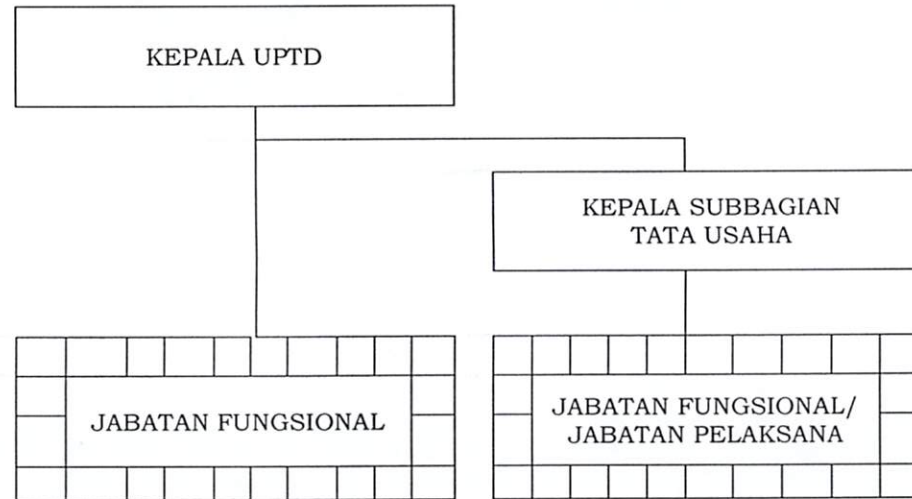 KEPALA UPTD
KEPALA SUBBAGIAN
TATA USAHA
JABATAN FUNGSIONAL
JABATAN FUNGSIONAL/
JABATAN PELAKSANA